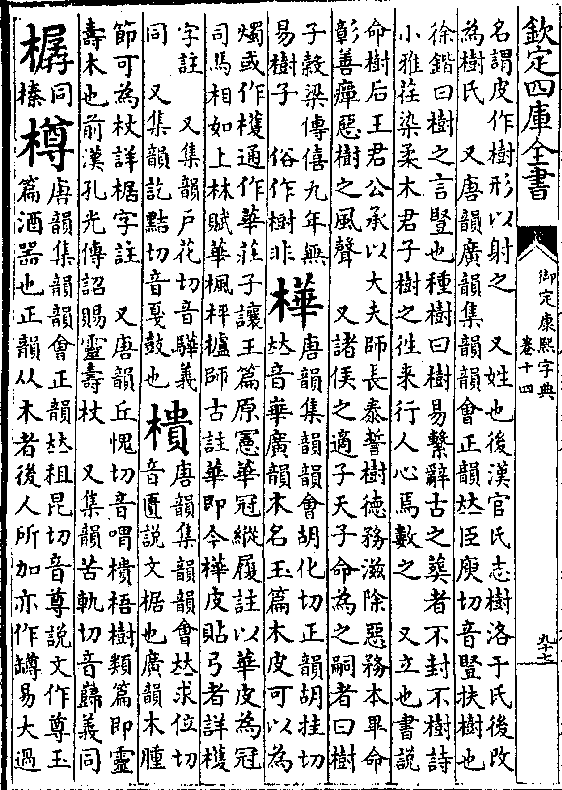 欽定四庫全書
御定康熙字典
卷十四
名謂皮作樹形以射之　又姓也後漢官氏志樹洛于氏後改
為樹氏　又唐韻廣韻集韻韻會正韻𠀤臣庾切音豎扶樹也
徐鍇曰樹之言豎也種樹曰樹易繫辭古之葬者不封不樹詩
小雅荏染柔木君子樹之徃来行人心焉數之　又立也書說
命樹后王君公承以大夫師長泰誓樹徳務滋除惡務本畢命
彰善癉惡樹之風聲　又諸侯之適子天子命為之嗣者曰樹
子榖梁傳僖九年無
易樹子　俗作樹非
樺
唐韻集韻韻會胡化切正韻胡挂切
𠀤音華廣韻木名玉篇木皮可以為
燭或作㯉通作華莊子讓王篇原憲華冠縱履註以華皮為冠
司馬相如上林賦華楓枰櫨師古註華即今樺皮貼弓者詳㯉
字註　又集韻户花切音驊義
同　又集韻訖黠切音戛鼓也
樻
唐韻集韻韻會𠀤求位切
音匱說文椐也廣韻木腫
節可為杖詳椐字註　又唐韻丘愧切音喟樻梧樹類篇即靈
壽木也前漢孔光傳詔賜靈壽杖　又集韻苦軌切音蘬義同
樼
同
榛
樽
唐韻集韻韻會正韻𠀤租昆切音尊說文作尊玉
篇酒器也正韻从木者後人所加亦作罇易大過